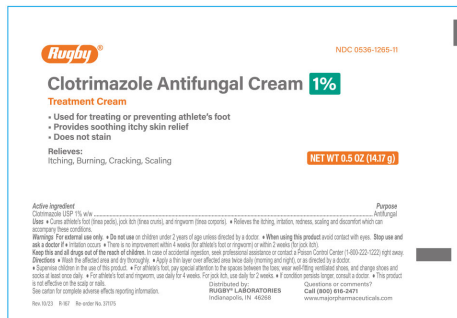 Rugby®
NDC 0536-1265-11
Clotrimazole Antifungal Cream 1%
Treatment Cream
• Used for treating or preventing athlete's foot
• Provides soothing itchy skin relief
• Does not stain
Relieves:
Itching, Burning, Cracking, Scaling
NET WT 0.5 OZ (14.17 g)
Active ingredient Purpose
Clotrimazole USP 1% w/w ........ Antifungal
Uses ♦ Cures athlete's foot (tinea pedis), jock itch (tinea cruris), and ringworm (tinea corporis). ♦ Relieves the itching, irritation, redness, scaling and discomfort which can
accompany these conditions.
Warnings For external use only. ♦ Do not use on children under 2 years of age unless directed by a doctor. ♦ When using this product avoid contact with eyes. Stop use and
ask a doctor if ♦ Irritation occurs ♦ There is no improvement within 4 weeks (for athlete's foot or ringworm) or within 2 weeks (for jock itch).
Keep this and all drugs out of the reach of children. In case of accidental ingestion, seek professional assistance or contact a Poison Control Center (1-800-222-1222) right away.
Directions ♦ Wash the affected area and dry thoroughly. ♦ Apply a thin layer over affected area twice daily (morning and night), or as directed by a doctor.
♦ Supervise children in the use of this product. ♦ For athlete's foot, pay special attention to the spaces between the toes; wear well-fitting ventilated shoes, and change shoes and
socks at least once daily. ♦ For athlete's foot and ringworm, use daily for 4 weeks. For jock itch, use daily for 2 weeks. ♦ If condition persists longer, consult a doctor. ♦ This product
is not effective on the scalp or nails.
See carton for complete adverse effects reporting information.
Distributed by:
RUGBY® LABORATORIES
Indianapolis, IN 46268
Questions or comments?
Call (800) 616-2471
www.majorpharmaceuticals.com
Rev. 10/23 R-167 Re-order No. 371175